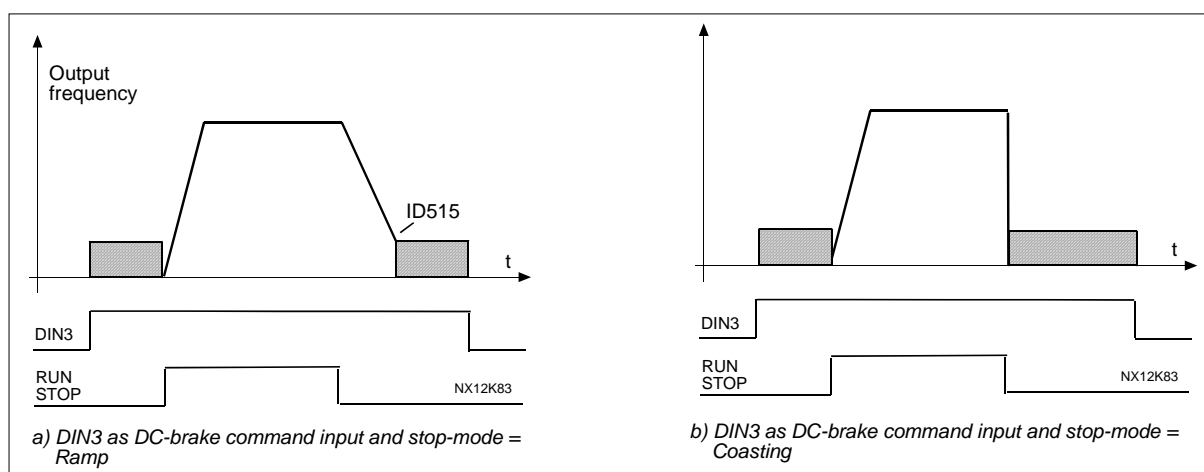 Output
frequency
ID515
t
DIN3
RUN
STOP
NX12K83
a) DIN3 as DC-brake command input and stop-mode =
Ramp
t
DIN3
RUN
STOP
NX12K83
b) DIN3 as DC-brake command input and stop-mode =
Coasting